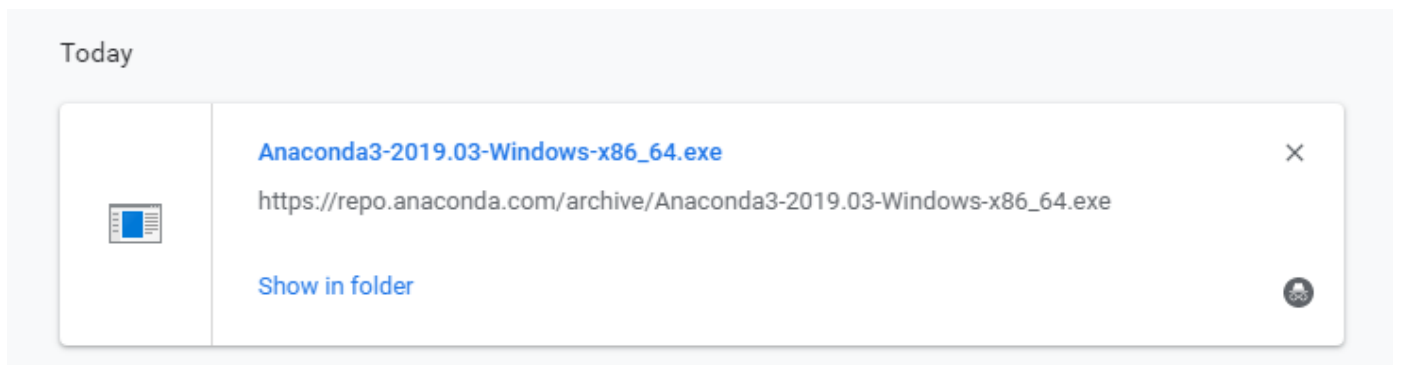 Today
Anaconda3-2019.03-Windows-x86_64.exe
https://repo.anaconda.com/archive/Anaconda3-2019.03-Windows-x86_64.exe
Show in folder